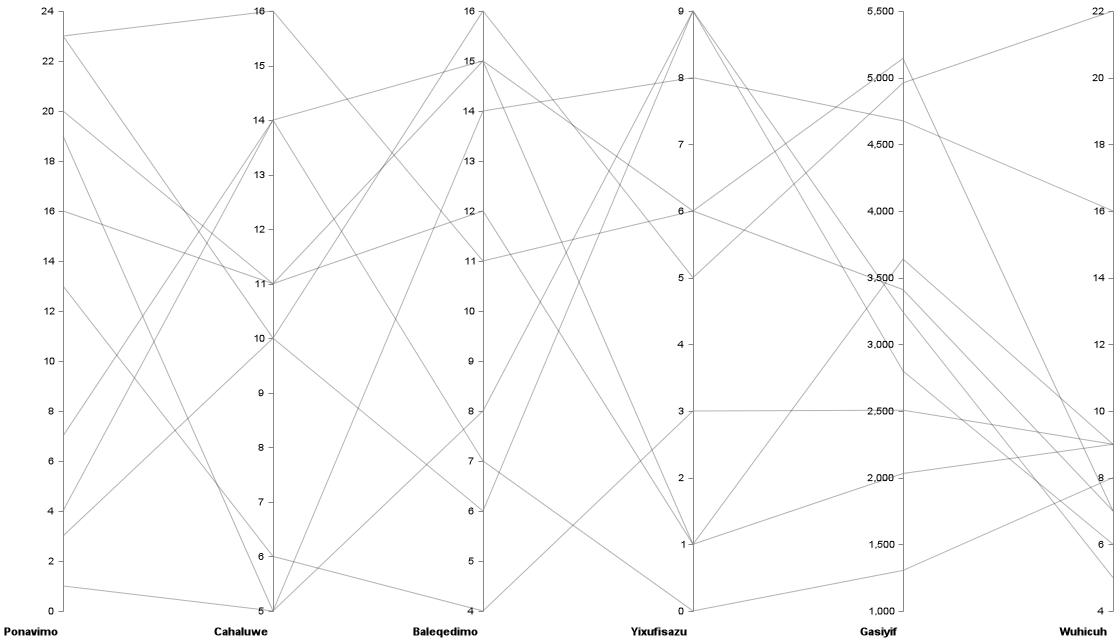 24 16 16 9 5,500 22
22 15 15 8 5,000 20
20 14 14 7 4,500 18
18 13 13 6 4,000 16
16 12 12 5 3,500 14
14 11 11 4 3,000 12
12 10 10 3 2,500 10
10 9 9 2 2,000 8
8 8 8 1 1,500 6
6 7 7 0 1,000 4
4 6 6
2 5 5
0 4
Ponavimo Cahaluwe Baleqedimo Yixufisazu Gasiyif Wuhicuh